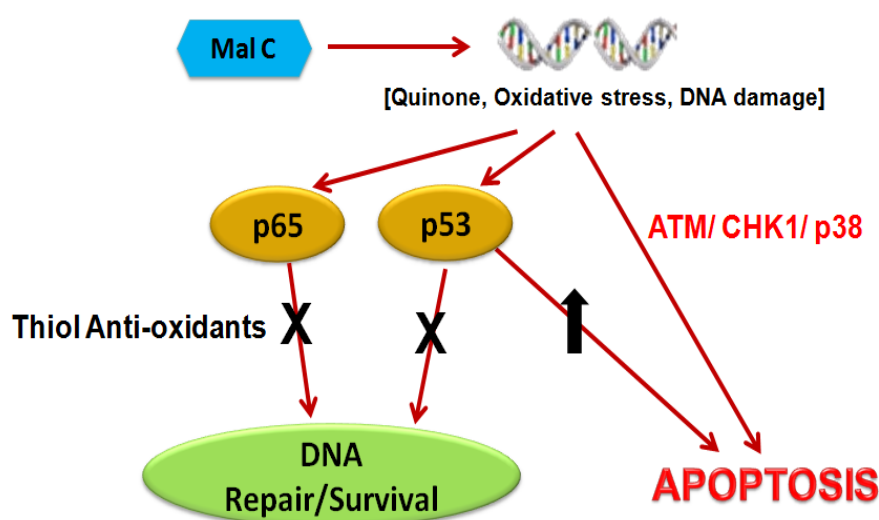 Mal C
[Quinone, Oxidative stress, DNA damage]
p65
p53
ATM/ CHK1/ p38
Thiol Anti-oxidants
X
X
DNA
Repair/Survival
APOPTOSIS